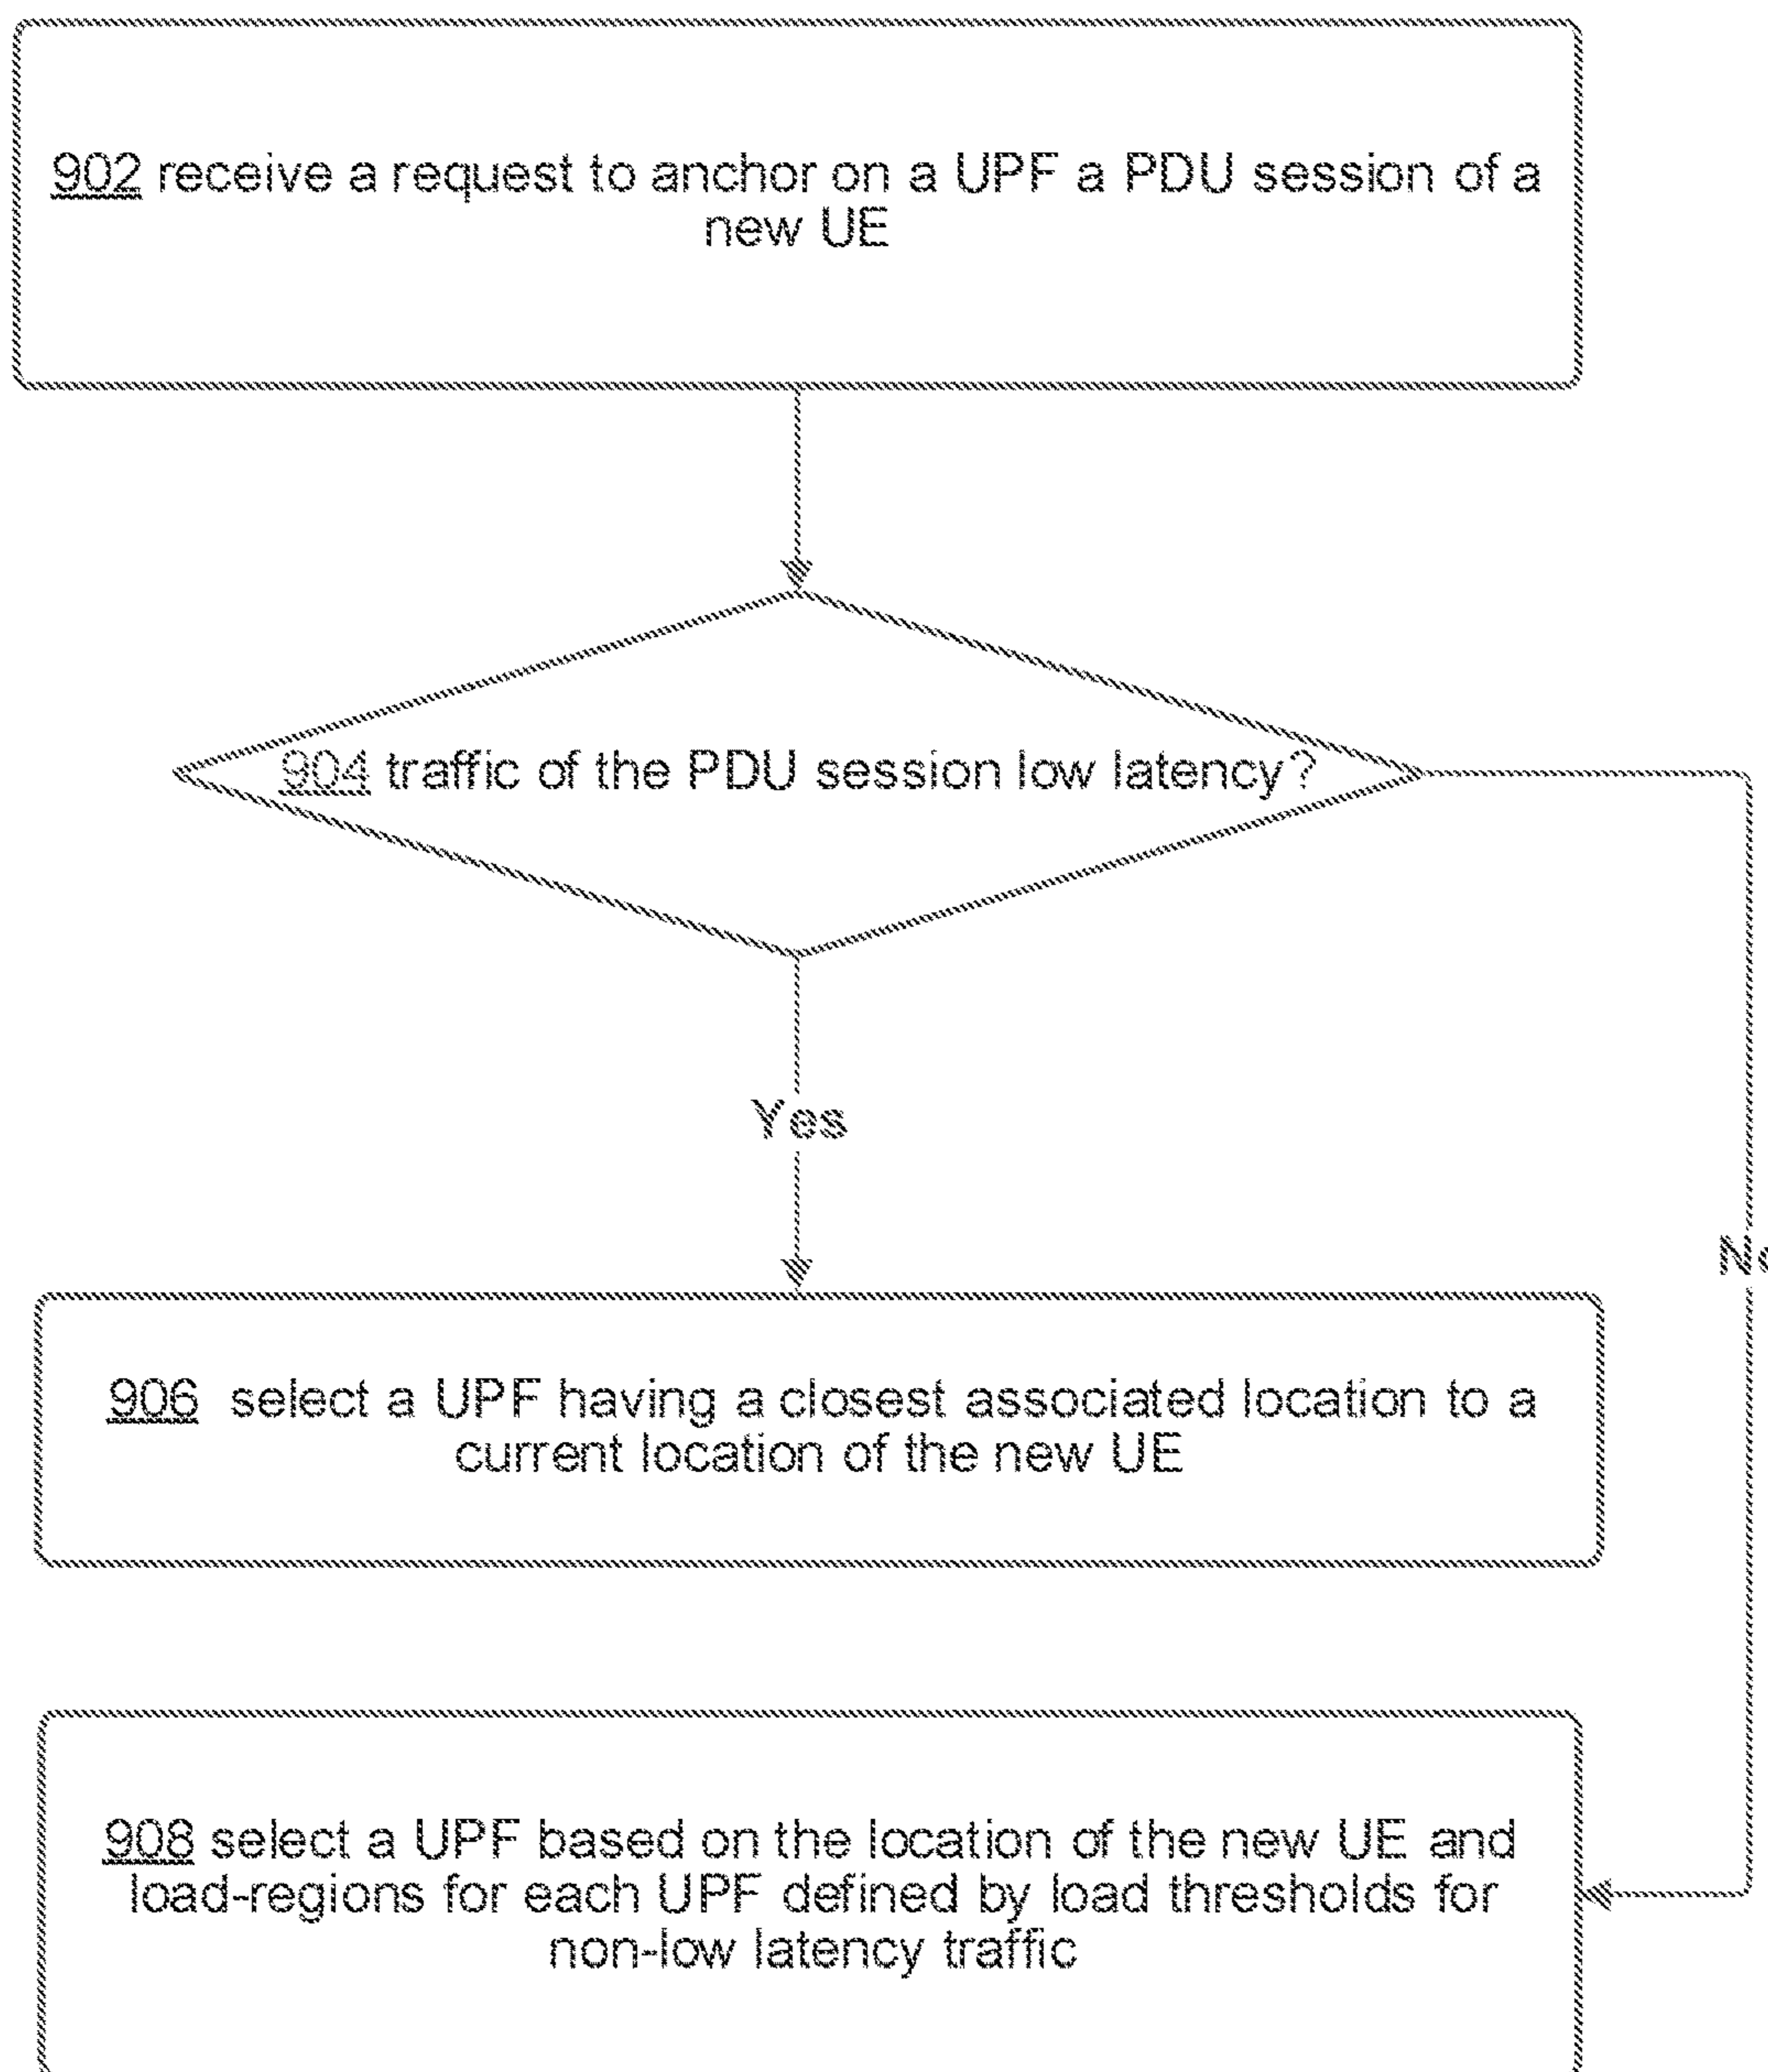 902 receive a request to anchor on a UPF a PDU session of a
new UE
904 traffic of the PDU session low latency?
Yes
906 select a UPF having a closest associated location to a
current location of the new UE
908 select a UPF based on the location of the new UE and
load-regions for each UPF defined by load thresholds for
non-low latency traffic